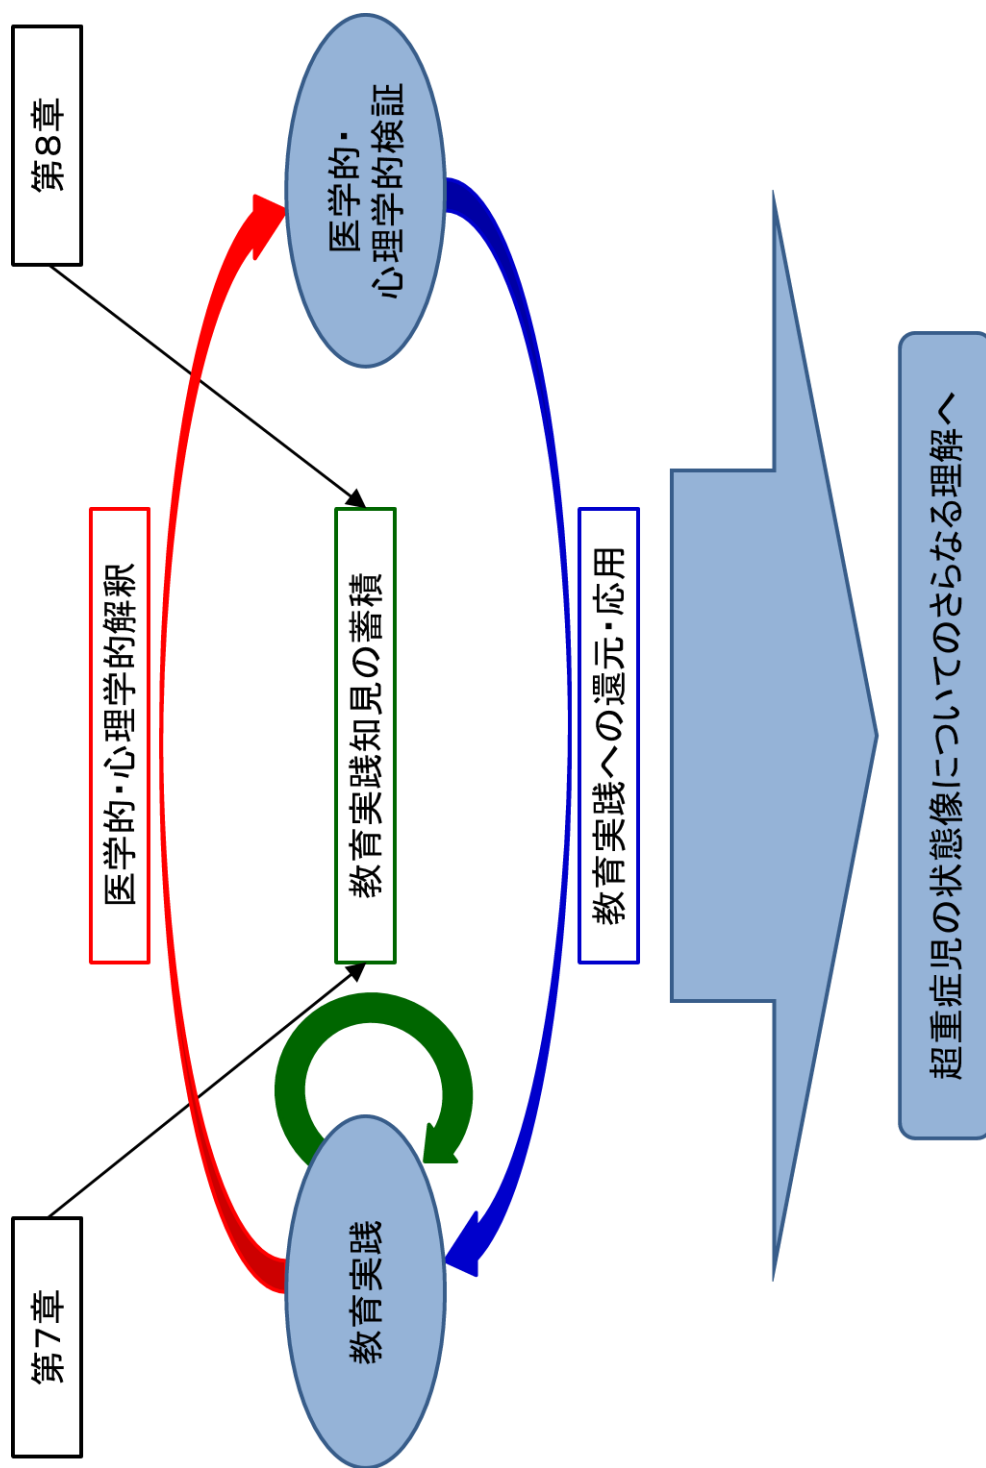 第7章
第8章
医学的・心理学的解釈
教育実践
教育実践知見の蓄積
医学的・
心理学的検証
教育実践への還元・応用
超重症児の状態像についてのさらなる理解へ